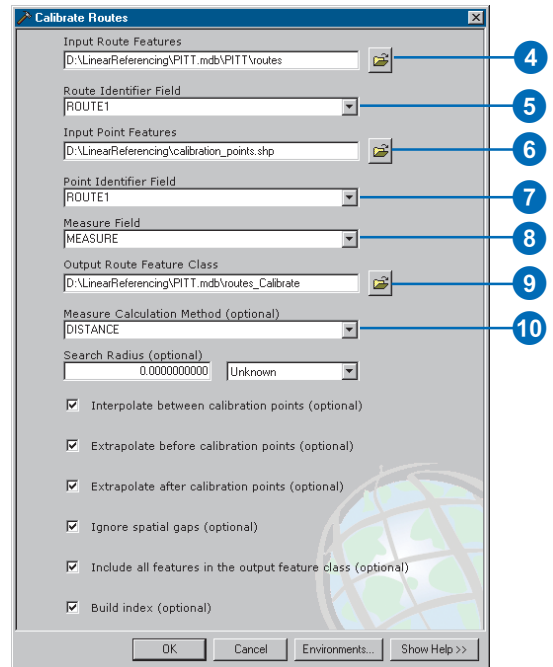 Calibrate Routes
Input Route Features
D:\LinearReferencing\PITT.mdb\PITT\routes
4
Route Identifier Field
ROUTE1
5
Input Point Features
D:\LinearReferencing\calibration_points.shp
6
Point Identifier Field
ROUTE1
7
Measure Field
MEASURE
8
Output Route Feature Class
D:\LinearReferencing\PITT.mdb\routes_Calibrate
9
Measure Calculation Method (optional)
DISTANCE
10
Search Radius (optional)
0.0000000000 Unknown
Interpolate between calibration points (optional)
Extrapolate before calibration points (optional)
Extrapolate after calibration points (optional)
Ignore spatial gaps (optional)
Include all features in the output feature class (optional)
Build index (optional)
OK Cancel Environments... Show Help >>